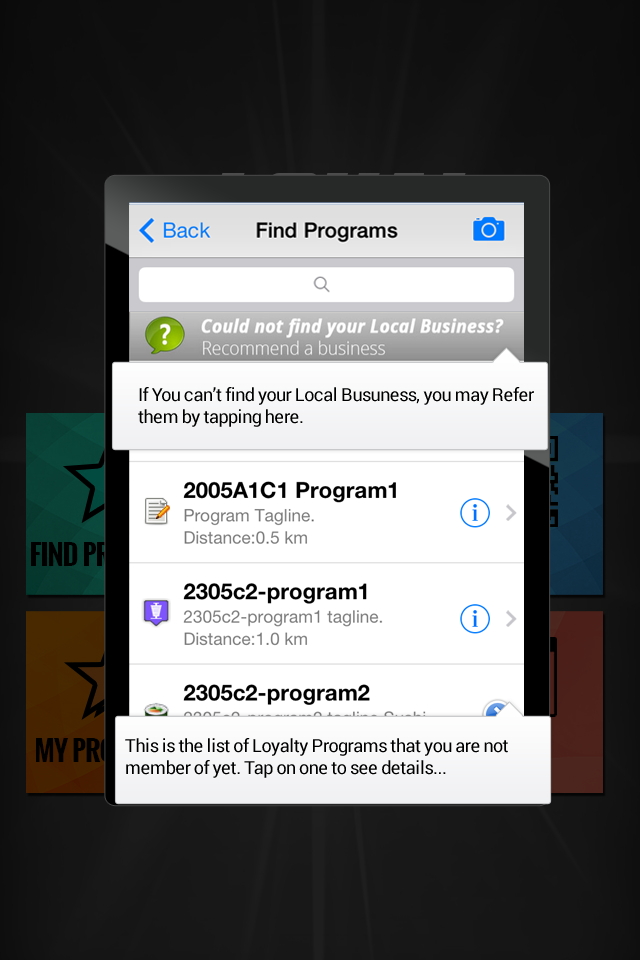 Back
Find Programs
Could not find your Local Business?
Recommend a business
If You can't find your Local Busuness, you may Refer
them by tapping here.
2005A1C1 Program1
Program Tagline.
Distance:0.5 km
2305c2-program1
2305c2-program1 tagline.
Distance:1.0 km
2305c2-program2
This is the list of Loyalty Programs that you are not
member of yet. Tap on one to see details...
FIND PR
MY PRO